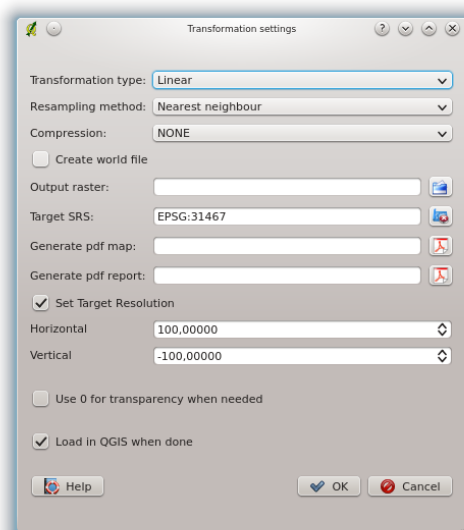 Transformation settings
Transformation type: Linear
Resampling method: Nearest neighbour
Compression: NONE
Create world file
Output raster:
Target SRS: EPSG:31467
Generate pdf map:
Generate pdf report:
Set Target Resolution
Horizontal 100,00000
Vertical -100,00000
Use 0 for transparency when needed
Load in QGIS when done
Help OK Cancel